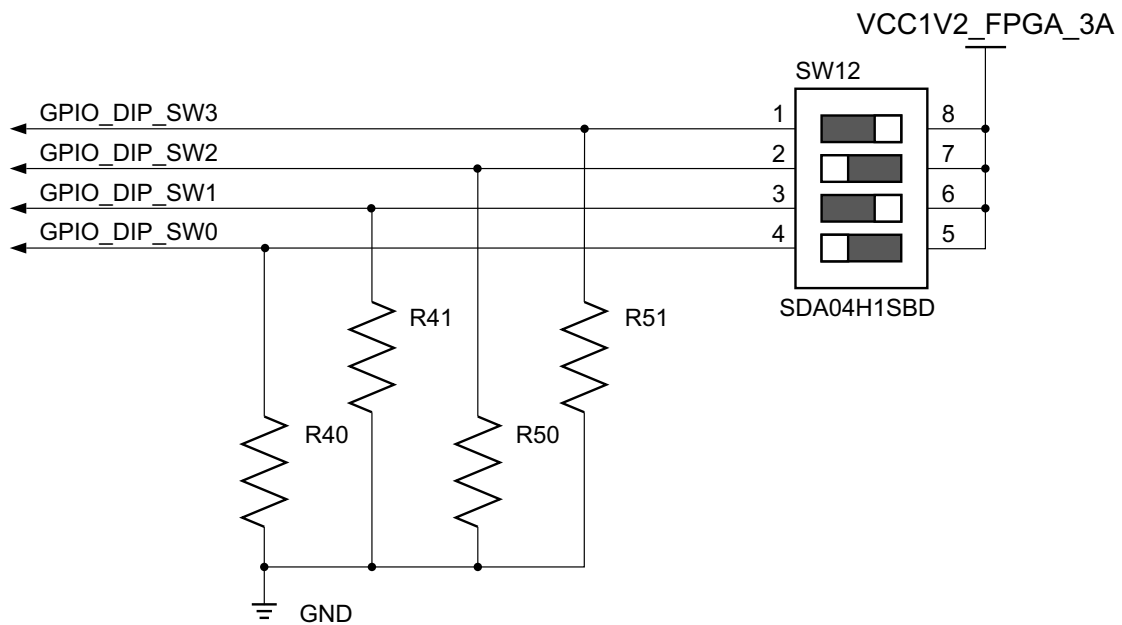 VCC1V2_FPGA_3A
SW12
GPIO_DIP_SW3 1 8
GPIO_DIP_SW2 2 7
GPIO_DIP_SW1 3 6
GPIO_DIP_SW0 4 5
SDA04H1SBD
R41 R51
R40 R50
GND